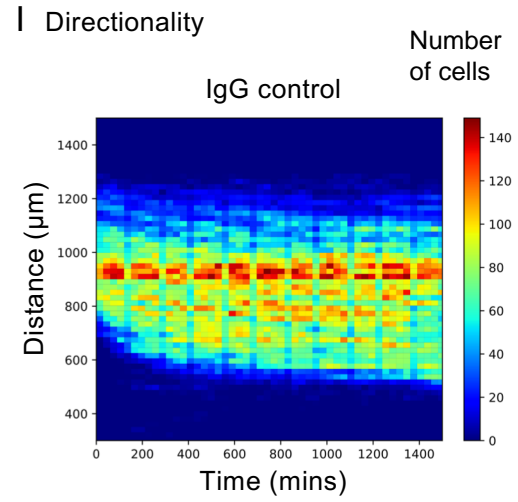 I Directionality
Number
of cells
IgG control
1400
1200
1000
800
600
400
Distance (μm)
0 200 400 600 800 1000 1200 1400
Time (mins)
140
120
100
80
60
40
20
0